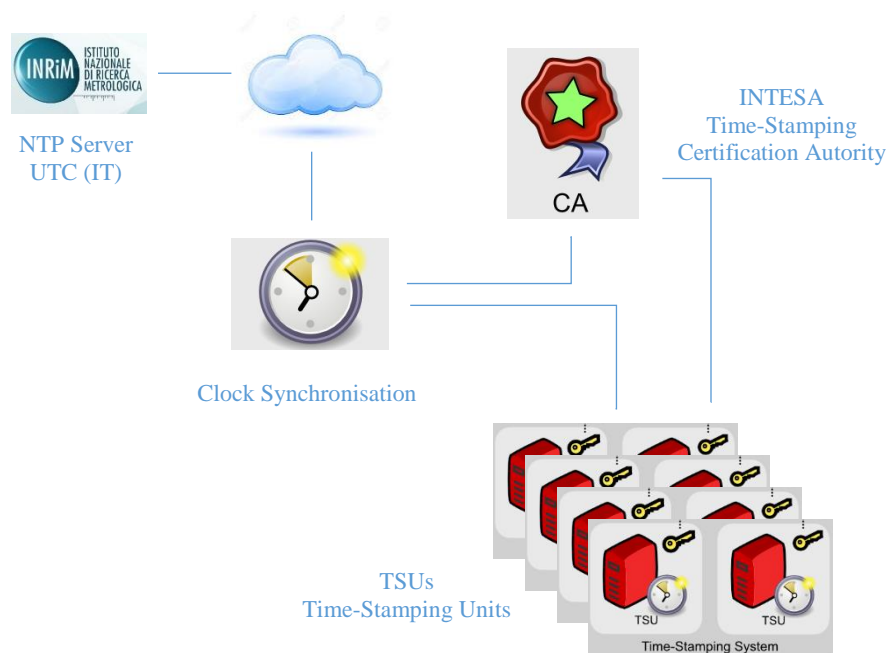 INRiM
ISTITUTO
NAZIONALE
DI RICERCA
METROLOGICA
NTP Server
UTC (IT)
CA
INTESA
Time-Stamping
Certification Autority
Clock Synchronisation
TSUs
Time-Stamping Units
TSU
TSU
Time-Stamping System